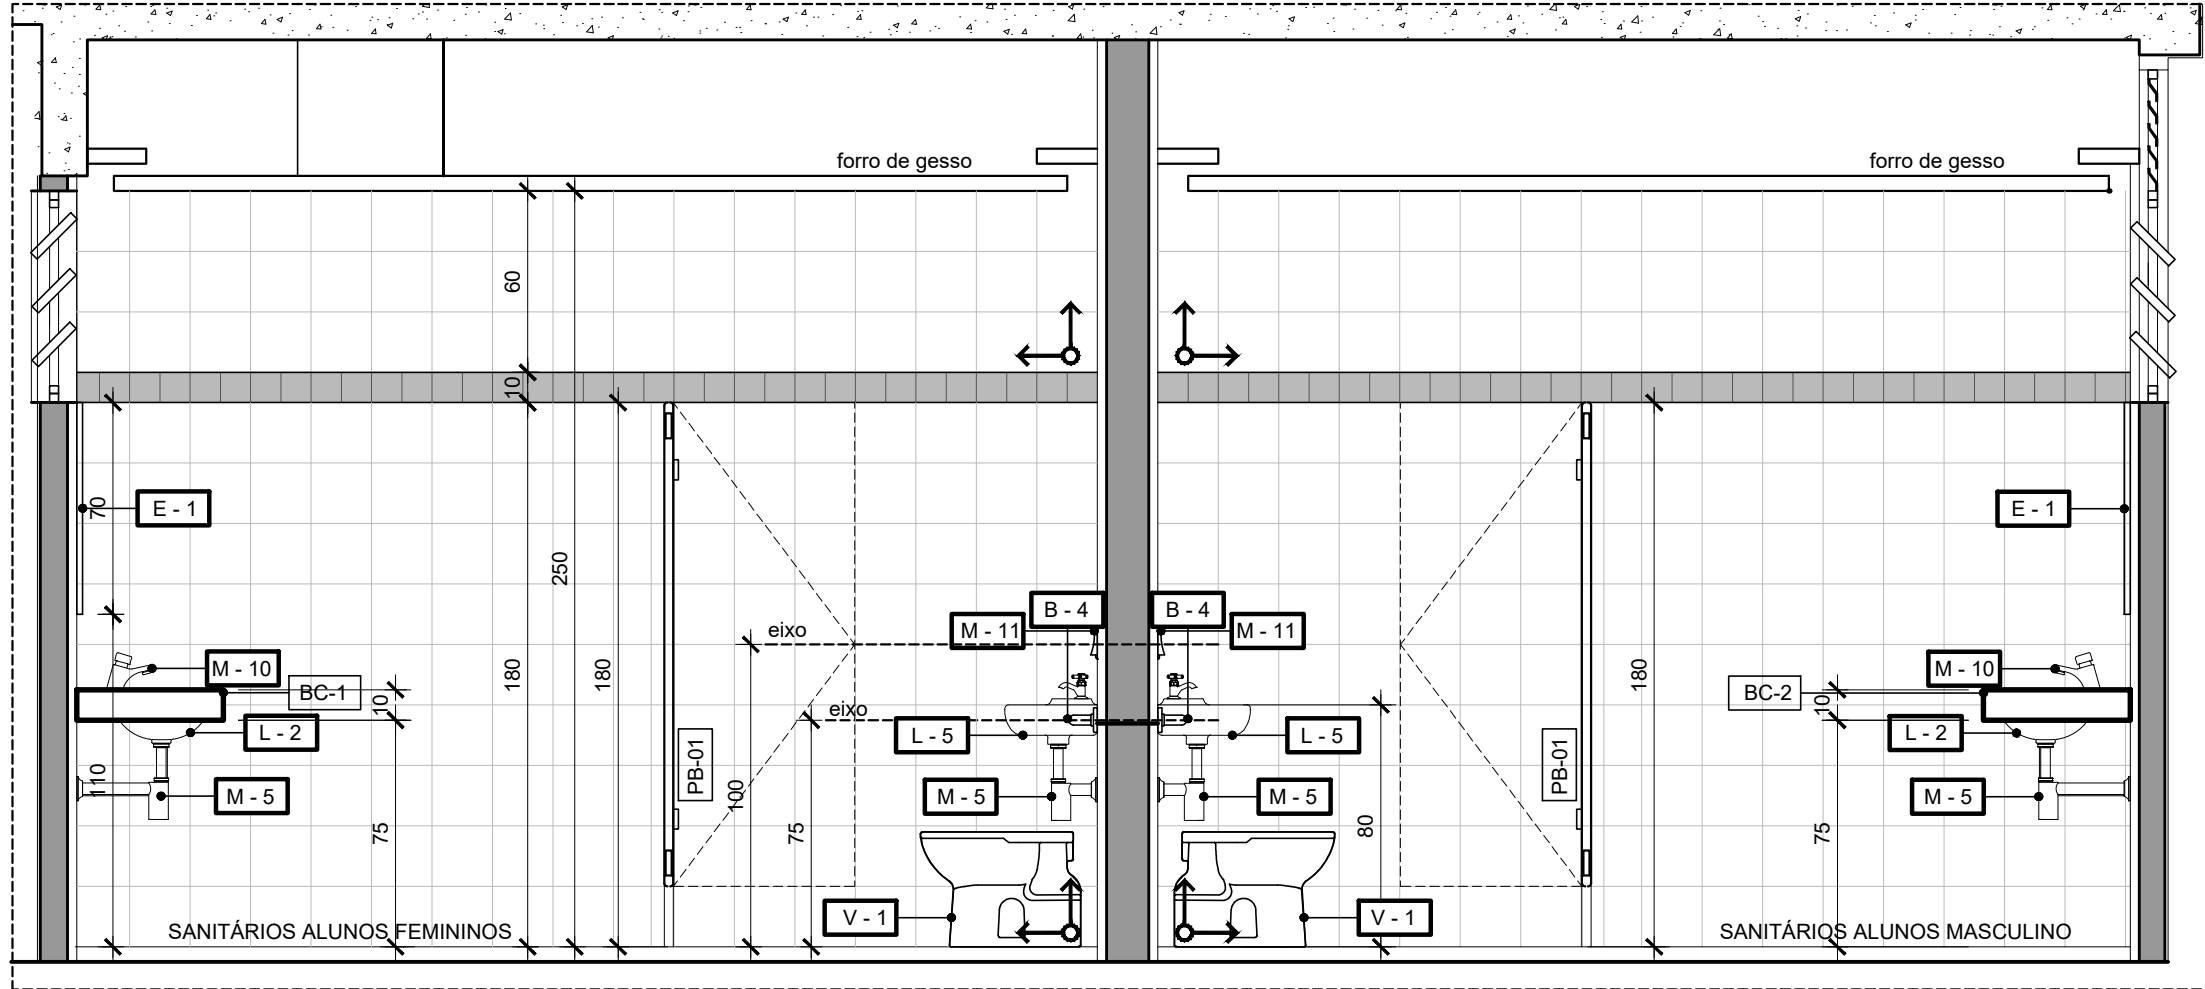 forro de gesso
forro de gesso
60
10
70
E - 1
E - 1
250
B - 4
B - 4
M - 11
M - 11
eixo
M - 10
M - 10
180
180
180
BC-1
BC-2
10
10
eixo
L - 2
L - 5
L - 5
L - 2
PB-01
PB-01
110
M - 5
100
M - 5
M - 5
M - 5
75
75
80
75
V - 1
V - 1
SANITÁRIOS ALUNOS FEMININOS
SANITÁRIOS ALUNOS MASCULINO